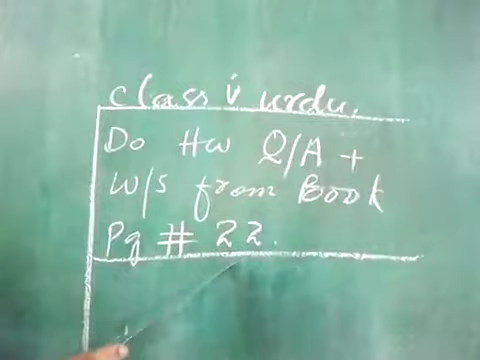 class v urdu.
Do Hw Q/A +
W/S from Book
Pg # 22.